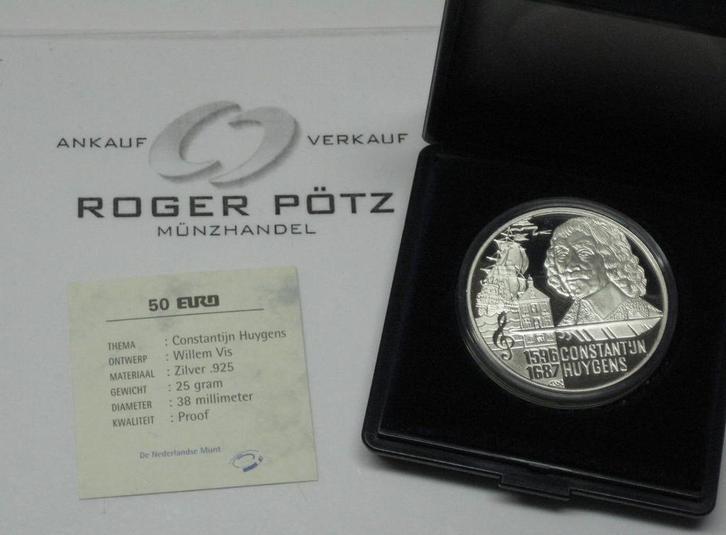 ANKAUF VERKAUF
ROGER PÖTZ
MÜNZHANDEL
50 EURO
THEMA : Constantijn Huygens
ONTWERP : Willem Vis
MATERIAAL : Zilver .925
GEWICHT : 25 gram
DIAMETER : 38 millimeter
KWALITEIT : Proof
De Nederlandse Munt
1596 CONSTANTIJN
1687 HUYGENS